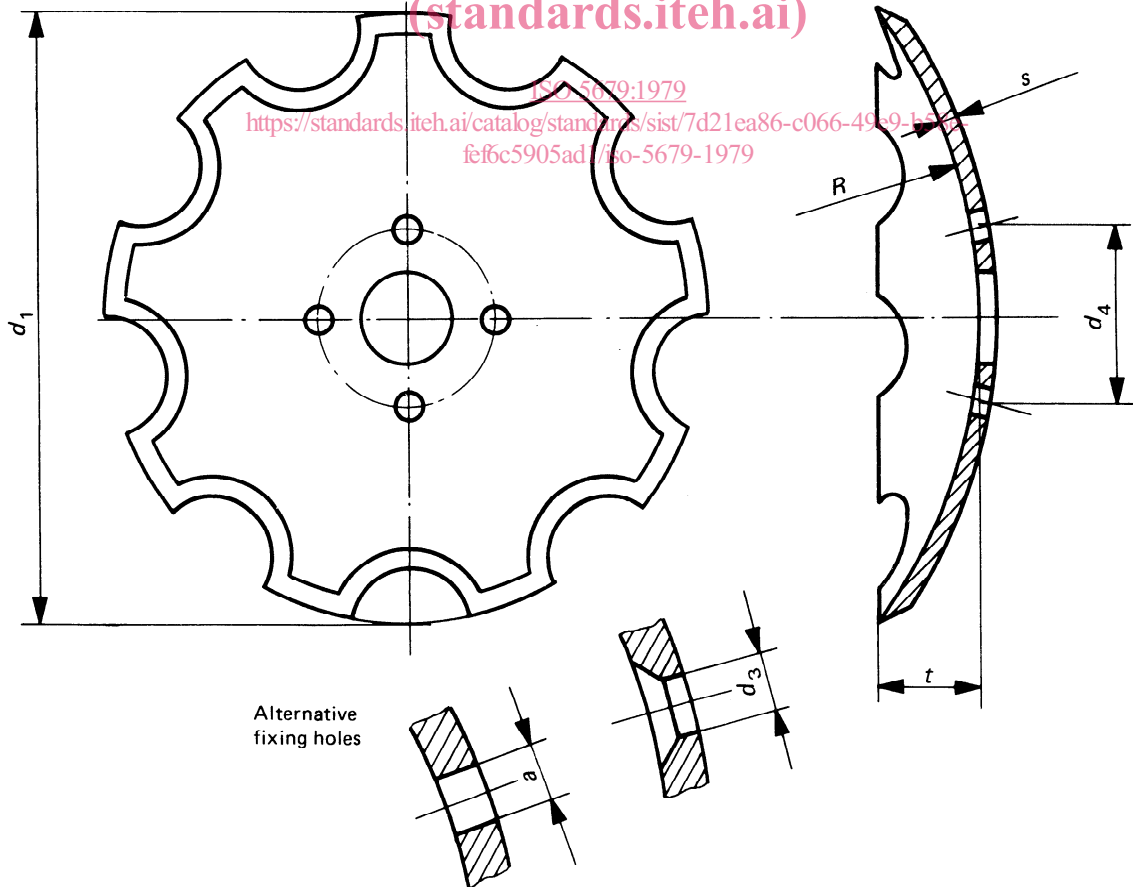 (standards.iteh.ai)
ISO 5679:1979
https://standards.iteh.ai/catalog/standards/sist/7d21ea86-c066-49e9-b58e-
fef6c5905ad1/iso-5679-1979
s
R
d1
d4
t
d3
a
Alternative
fixing holes